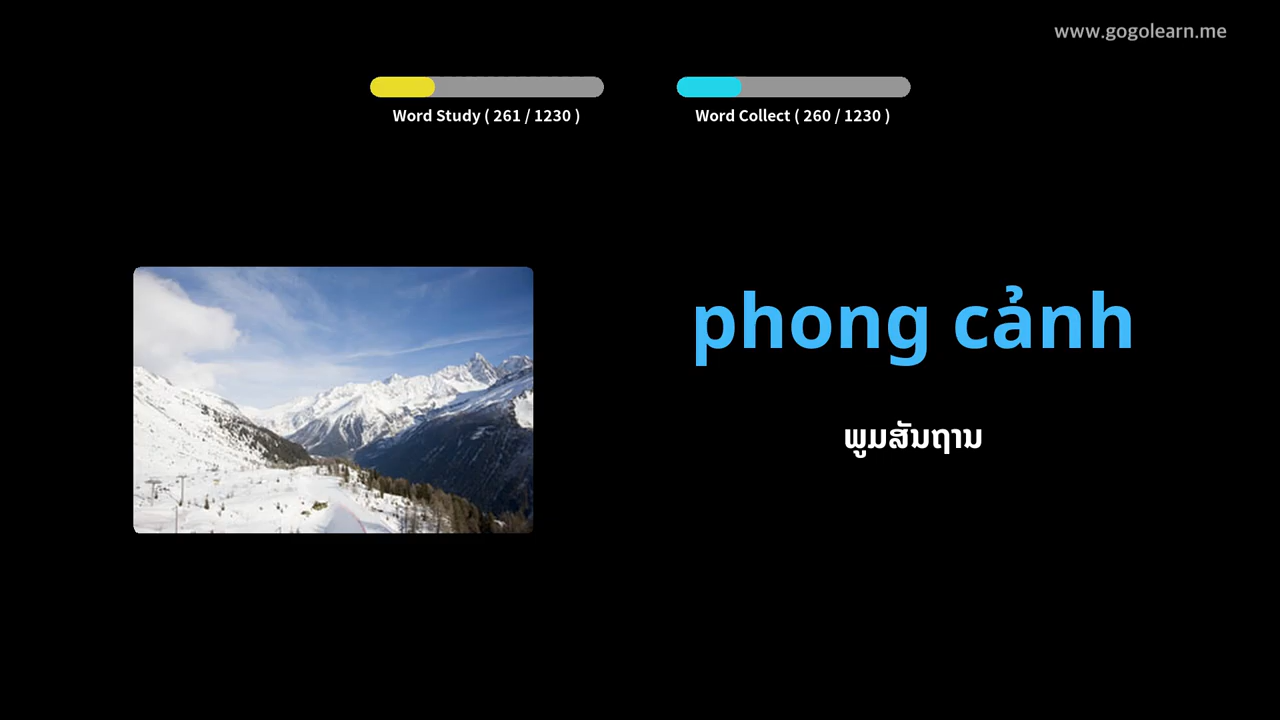 www.gogolearn.me
Word Study ( 261 / 1230 )
Word Collect ( 260 / 1230 )
phong cảnh
ພູມສັນຖານ